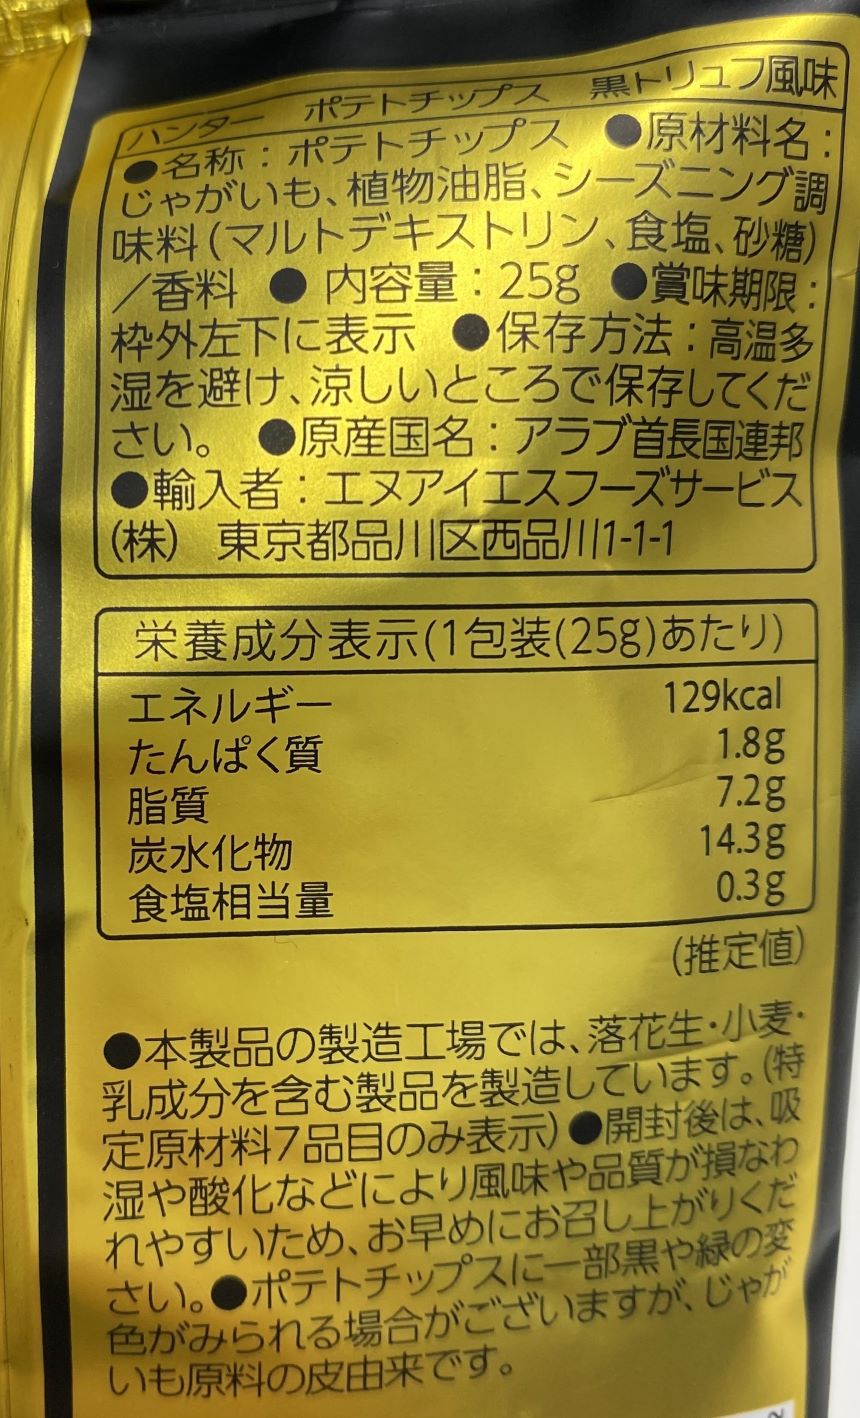 ハンター ポテトチップス 黒トリュフ風味
●名称：ポテトチップス ●原材料名：
じゃがいも、植物油脂、シーズニング調
味料(マルトデキストリン、食塩、砂糖)
／香料 ●内容量：25g ●賞味期限：
枠外左下に表示 ●保存方法：高温多
湿を避け、涼しいところで保存してくだ
さい。 ●原産国名：アラブ首長国連邦
●輸入者：エヌアイエスフーズサービス
(株) 東京都品川区西品川1-1-1
栄養成分表示(1包装(25g)あたり)
エネルギー 129kcal
たんぱく質 1.8g
脂質 7.2g
炭水化物 14.3g
食塩相当量 0.3g
(推定値)
●本製品の製造工場では、落花生・小麦・
乳成分を含む製品を製造しています。(特
定原材料7品目のみ表示)●開封後は、吸
湿や酸化などにより風味や品質が損なわ
れやすいため、お早めにお召し上がりくだ
さい。●ポテトチップスに一部黒や緑の変
色がみられる場合がございますが、じゃが
いも原料の皮由来です。